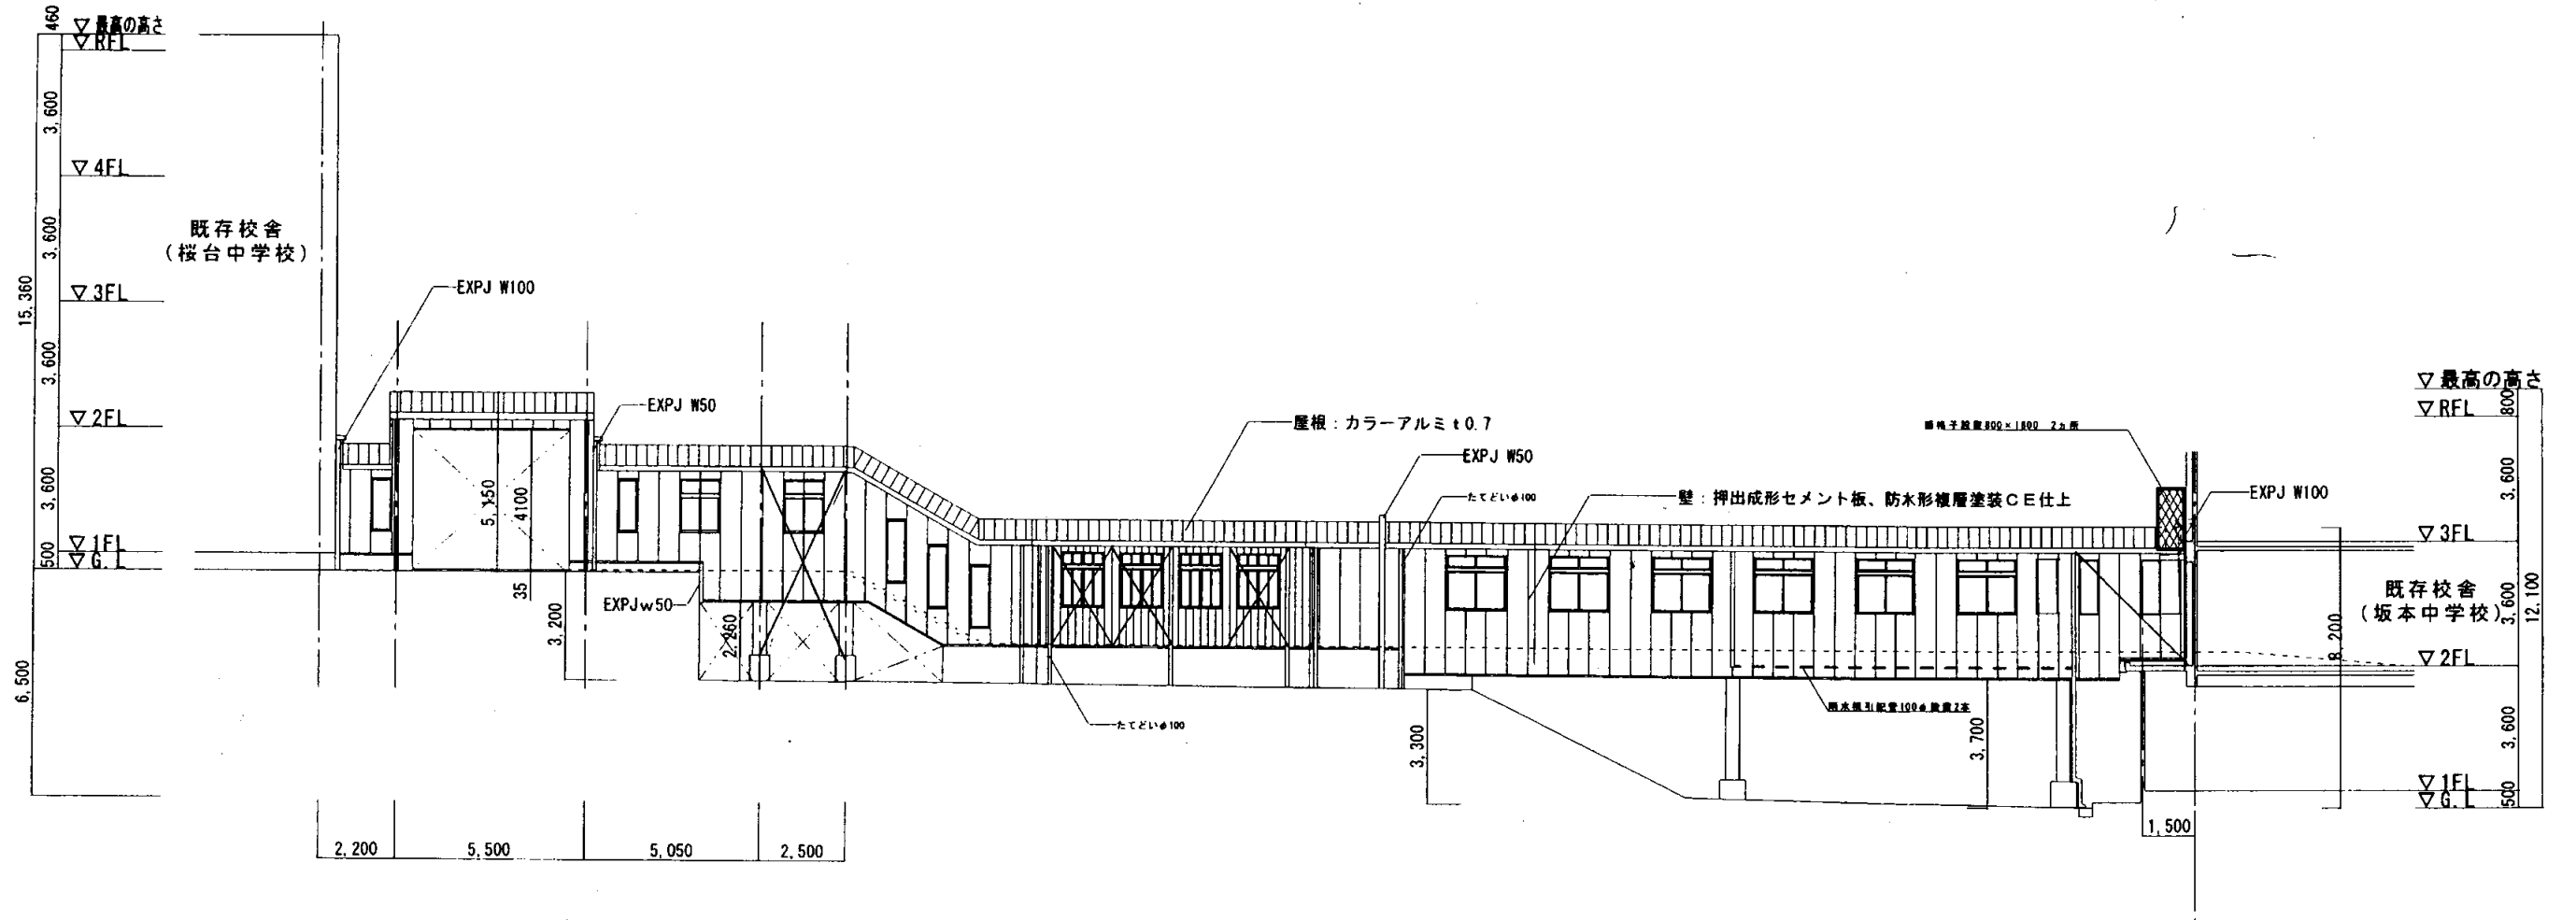 460
▽ 最高の高さ
▽ RFL
3,600
▽ 4FL
既存校舎
(桜台中学校)
3,600
15,360
▽ 3FL
3,600
▽ 2FL
3,600
▽ 1FL
500
▽ G.L
6,500
EXPJ W100
EXPJ W50
5,150
4100
35
3,200
EXPJw50
2,260
屋根：カラーアルミｔ0.7
EXPJ W50
たてどいφ100
壁：押出成形セメント板、防水形複層塗装ＣＥ仕上
たてどいφ100
3,300
3,700
EXPJ W100
▽ 最高の高さ
▽ RFL
800
3,600
▽ 3FL
既存校舎
(坂本中学校)
3,600
12,100
8,200
▽ 2FL
3,600
▽ 1FL
▽ G.L
500
1,500
2,200
5,500
5,050
2,500